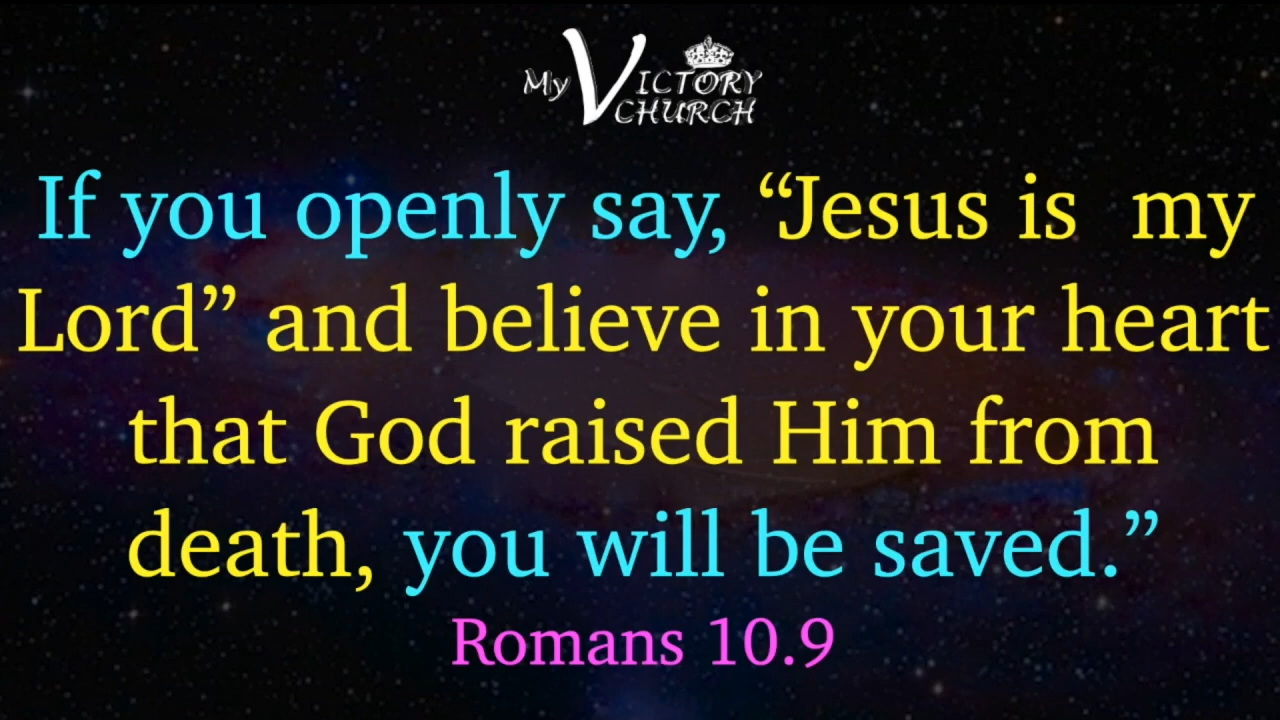 My VICTORY
CHURCH
If you openly say, “Jesus is  my
Lord” and believe in your heart
that God raised Him from
death, you will be saved.”
Romans 10.9